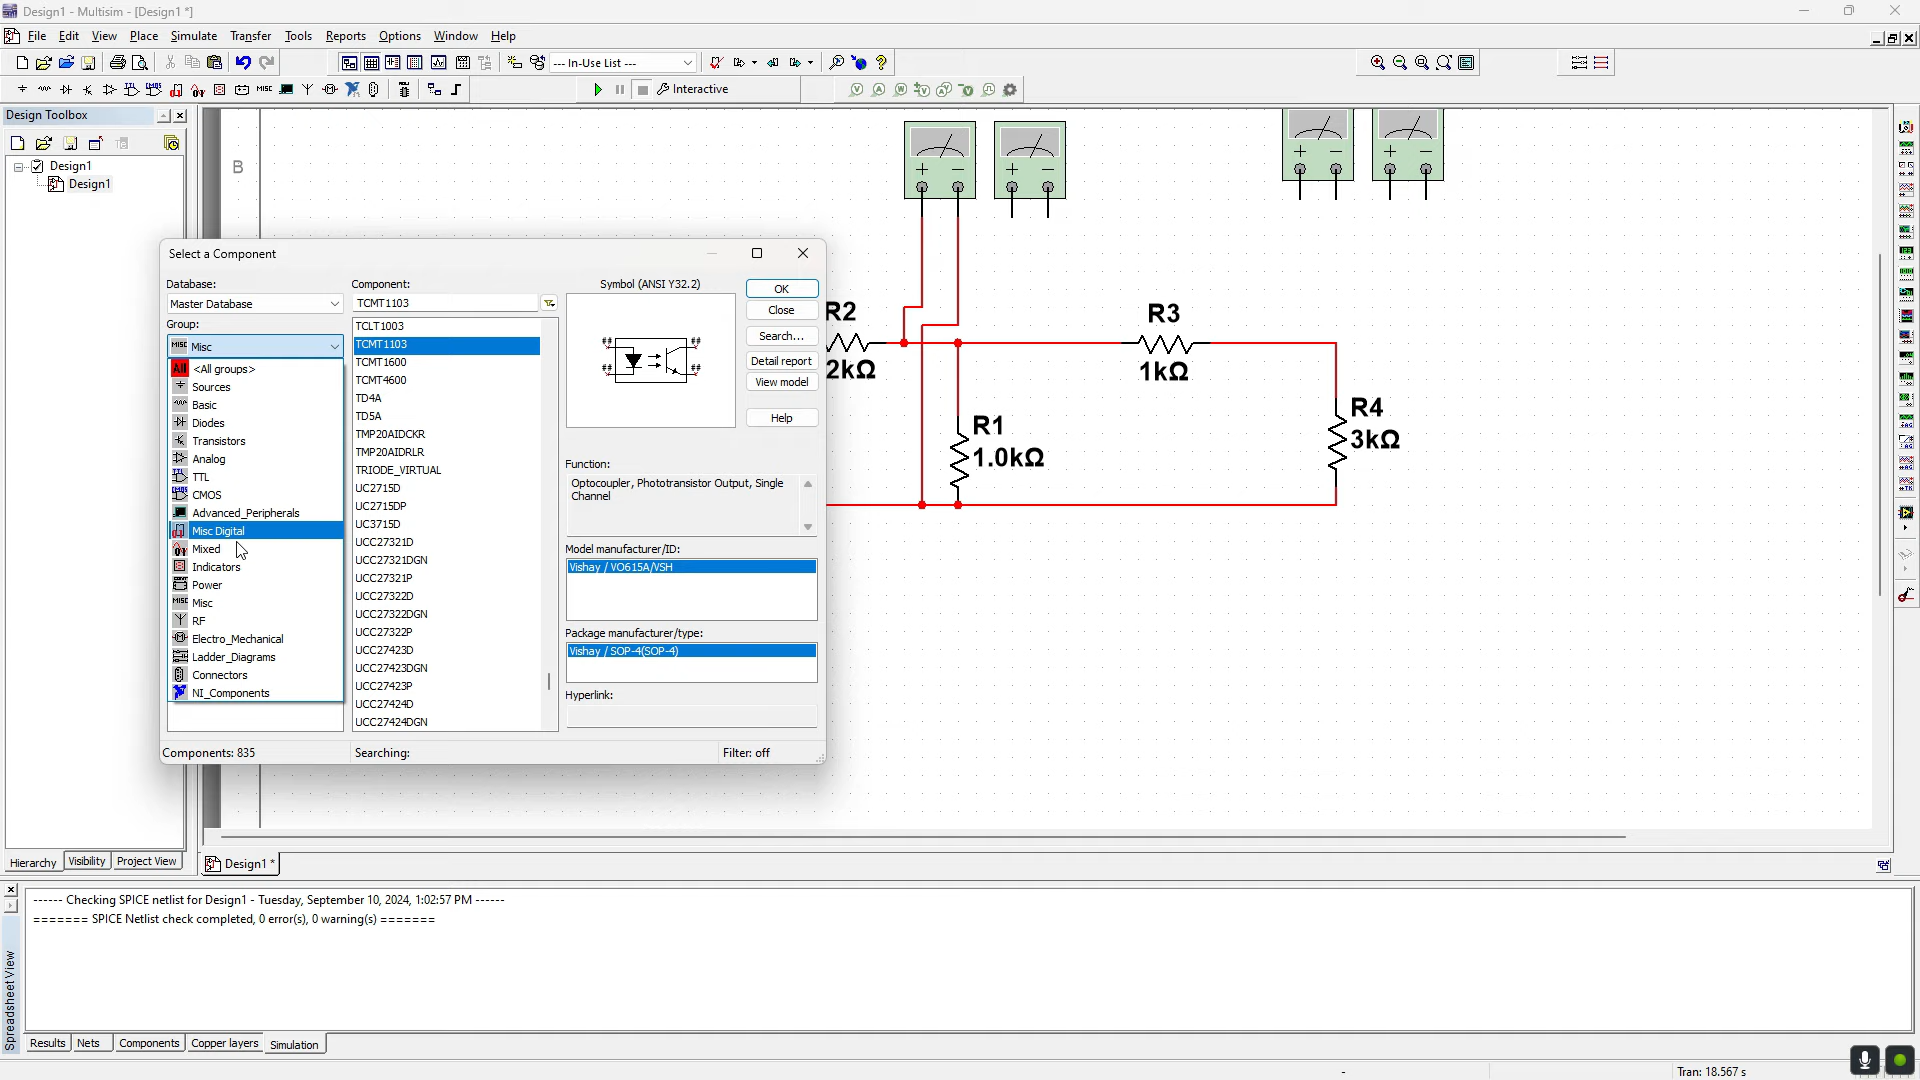 Design1 - Multisim - [Design1 *]
File Edit View Place Simulate Transfer Tools Reports Options Window Help
--- In-Use List ---
Interactive
Design Toolbox
Design1
Design1
B
Select a Component
Database:
Master Database
Group:
MISC Misc
All <All groups>
Sources
Basic
Diodes
Transistors
Analog
TTL
CMOS
Advanced_Peripherals
Misc Digital
Mixed
Indicators
Power
MISC Misc
RF
Electro_Mechanical
Ladder_Diagrams
Connectors
NI_Components
Component:
TCMT1103
TCLT1003
TCMT1103
TCMT1600
TCMT4600
TD4A
TD5A
TMP20AIDCKR
TMP20AIDRLR
TRIODE_VIRTUAL
UC2715D
UC2715DP
UC3715D
UCC27321D
UCC27321DGN
UCC27321P
UCC27322D
UCC27322DGN
UCC27322P
UCC27423D
UCC27423DGN
UCC27423P
UCC27424D
UCC27424DGN
Symbol (ANSI Y32.2)
## ##
## ##
OK
Close
Search...
Detail report
View model
Help
Function:
Optocoupler, Phototransistor Output, Single
Channel
Model manufacturer/ID:
Vishay / VO615A/VSH
Package manufacturer/type:
Vishay / SOP-4(SOP-4)
Hyperlink:
Components: 835
Searching:
Filter: off
R2
2kΩ
R3
1kΩ
R1
1.0kΩ
R4
3kΩ
Hierarchy Visibility Project View
Design1 *
------ Checking SPICE netlist for Design1 - Tuesday, September 10, 2024, 1:02:57 PM ------
======= SPICE Netlist check completed, 0 error(s), 0 warning(s) =======
Spreadsheet View
Results Nets Components Copper layers Simulation
- Tran: 18.567 s